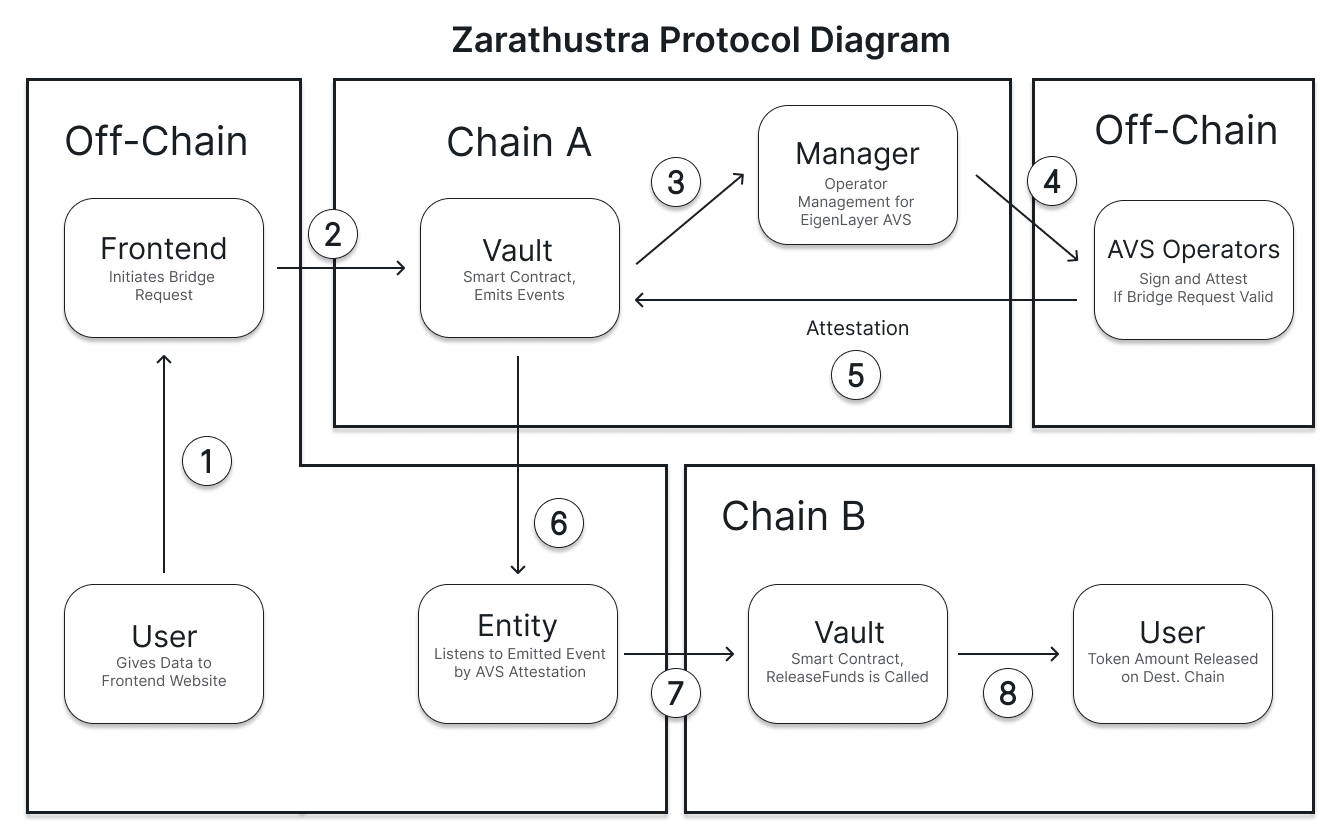 Zarathustra Protocol Diagram
Off-Chain
Frontend
Initiates Bridge
Request
1
User
Gives Data to
Frontend Website
2
Chain A
Vault
Smart Contract,
Emits Events
3
Manager
Operator
Management for
EigenLayer AVS
4
Off-Chain
AVS Operators
Sign and Attest
If Bridge Request Valid
Attestation
5
6
Entity
Listens to Emitted Event
by AVS Attestation
7
Chain B
Vault
Smart Contract,
ReleaseFunds is Called
8
User
Token Amount Released
on Dest. Chain